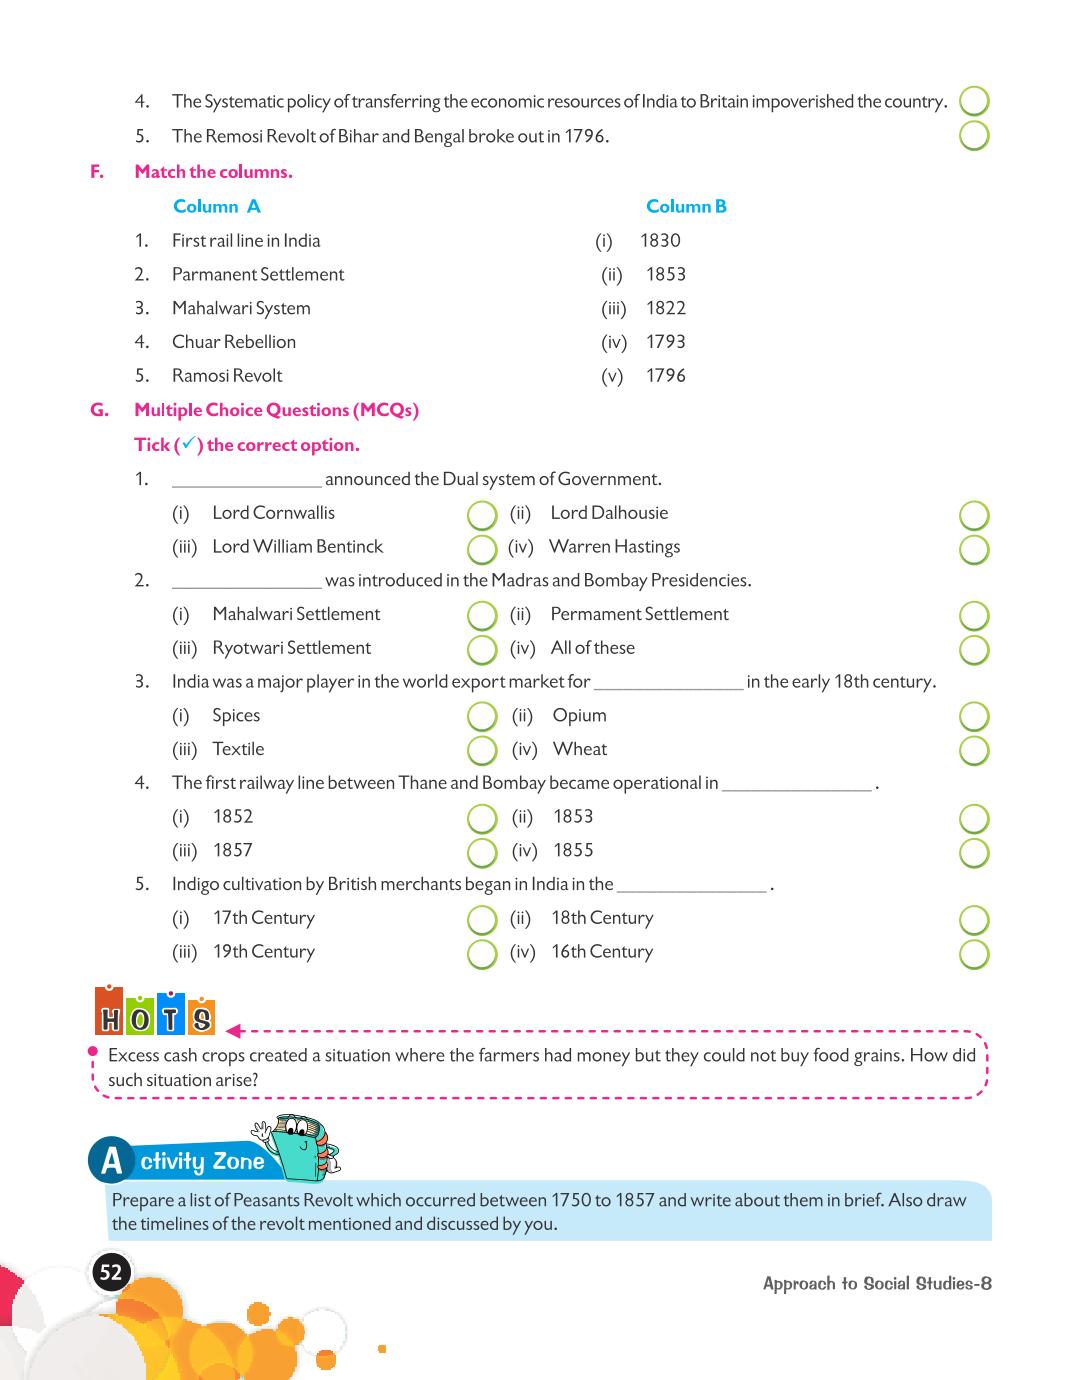 4. The Systematic policy of transferring the economic resources of India to Britain impoverished the country.
5. The Remosi Revolt of Bihar and Bengal broke out in 1796.
F. Match the columns.
Column A Column B
1. First rail line in India (i) 1830
2. Parmanent Settlement (ii) 1853
3. Mahalwari System (iii) 1822
4. Chuar Rebellion (iv) 1793
5. Ramosi Revolt (v) 1796
G. Multiple Choice Questions (MCQs)
Tick (✓) the correct option.
1. _______________ announced the Dual system of Government.
(i) Lord Cornwallis (ii) Lord Dalhousie
(iii) Lord William Bentinck (iv) Warren Hastings
2. _______________ was introduced in the Madras and Bombay Presidencies.
(i) Mahalwari Settlement (ii) Permament Settlement
(iii) Ryotwari Settlement (iv) All of these
3. India was a major player in the world export market for _______________ in the early 18th century.
(i) Spices (ii) Opium
(iii) Textile (iv) Wheat
4. The first railway line between Thane and Bombay became operational in _______________ .
(i) 1852 (ii) 1853
(iii) 1857 (iv) 1855
5. Indigo cultivation by British merchants began in India in the _______________ .
(i) 17th Century (ii) 18th Century
(iii) 19th Century (iv) 16th Century
HOTS
Excess cash crops created a situation where the farmers had money but they could not buy food grains. How did
such situation arise?
Activity Zone
Prepare a list of Peasants Revolt which occurred between 1750 to 1857 and write about them in brief. Also draw
the timelines of the revolt mentioned and discussed by you.
52
Approach to Social Studies-8